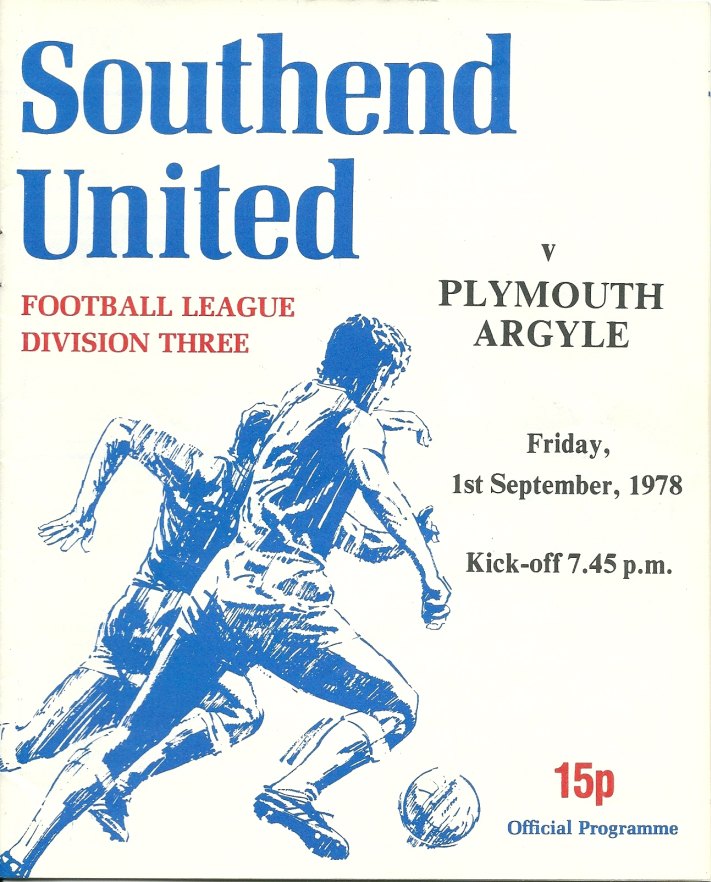 Southend
United
FOOTBALL LEAGUE
DIVISION THREE
v
PLYMOUTH
ARGYLE
Friday,
1st September, 1978
Kick-off 7.45 p.m.
15p
Official Programme